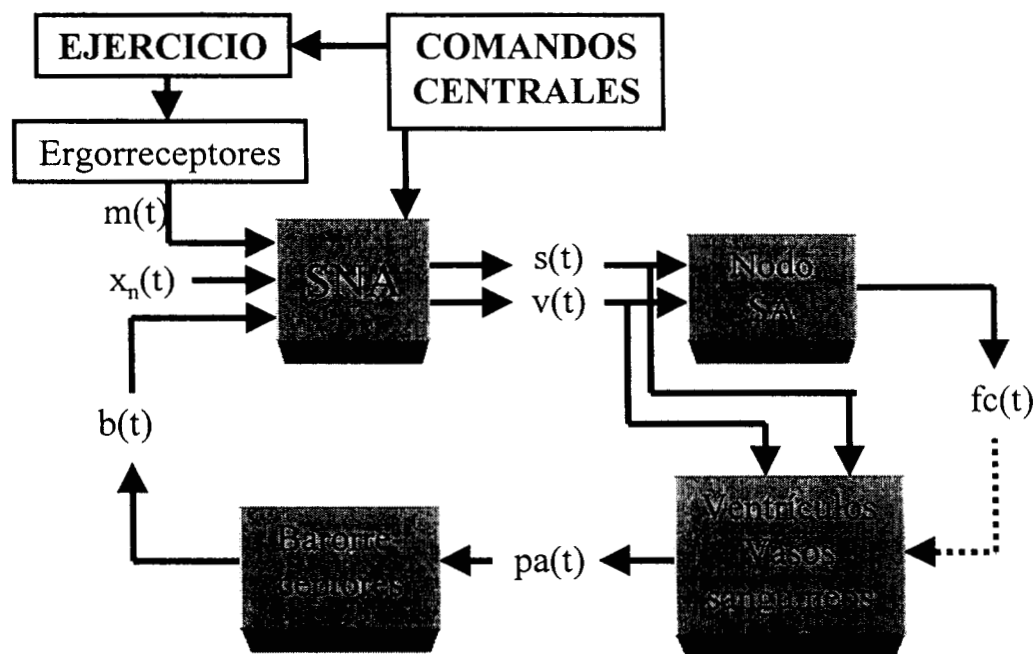 EJERCICIO
COMANDOS
CENTRALES
Ergorreceptores
m(t)
xₙ(t)
SNA
s(t)
v(t)
Nodo
SA
fc(t)
b(t)
Barorre-
ceptores
pa(t)
Ventrículos
Vasos
sanguíneos